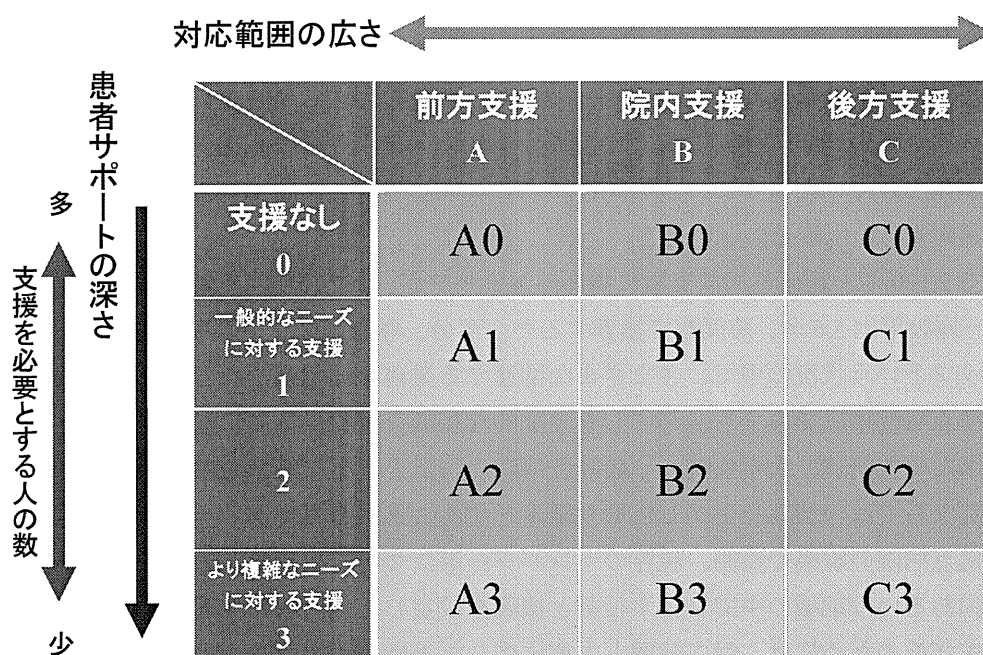 対応範囲の広さ
患者サポートの深さ
多
支援を必要とする人の数
少
前方支援
A
院内支援
B
後方支援
C
支援なし
0
A0
B0
C0
一般的なニーズ
に対する支援
1
A1
B1
C1
2
A2
B2
C2
より複雑なニーズ
に対する支援
3
A3
B3
C3